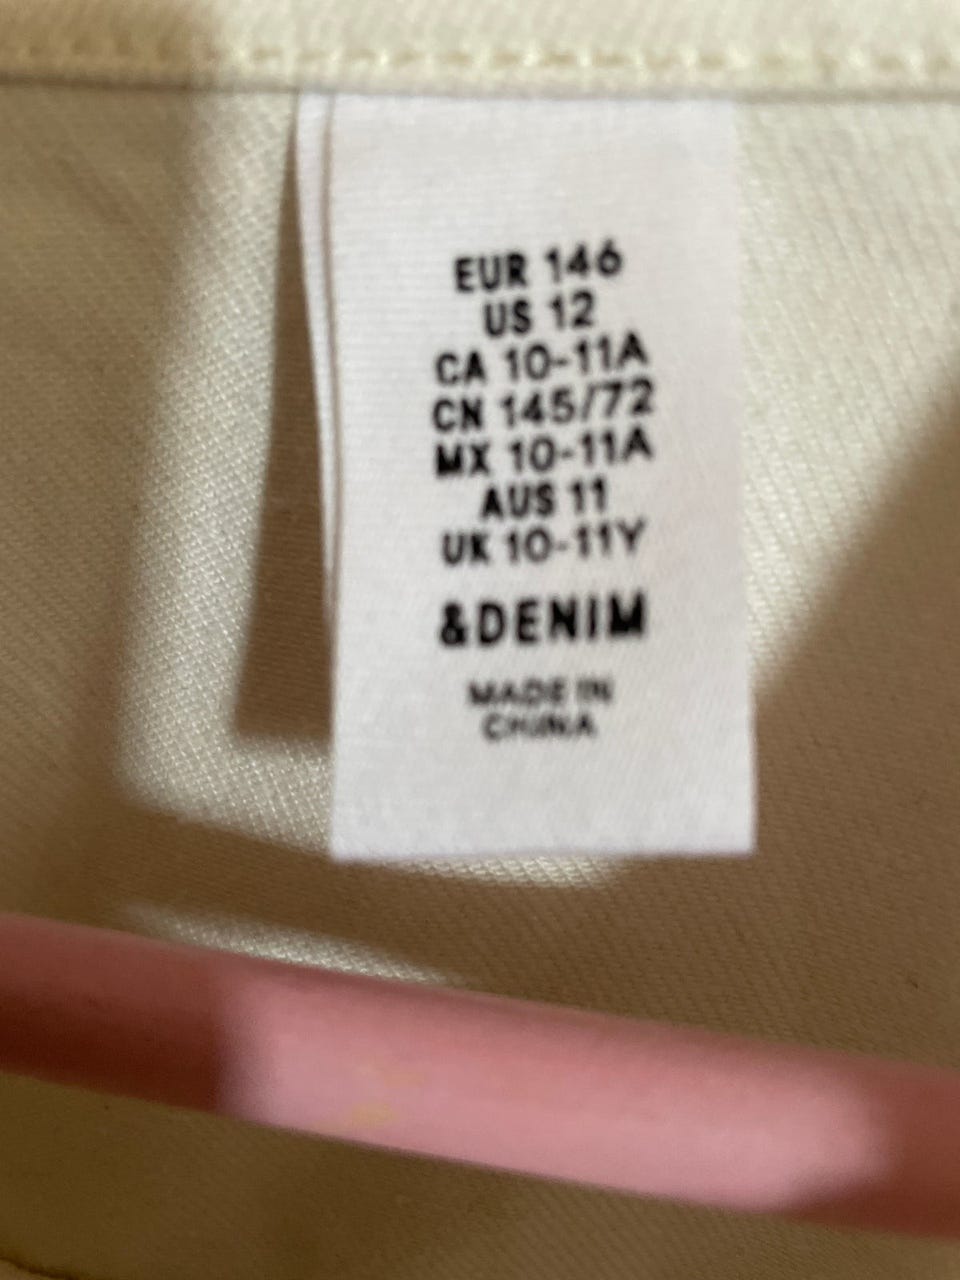 EUR 146
US 12
CA 10-11A
CN 145/72
MX 10-11A
AUS 11
UK 10-11Y
&DENIM
MADE IN
CHINA